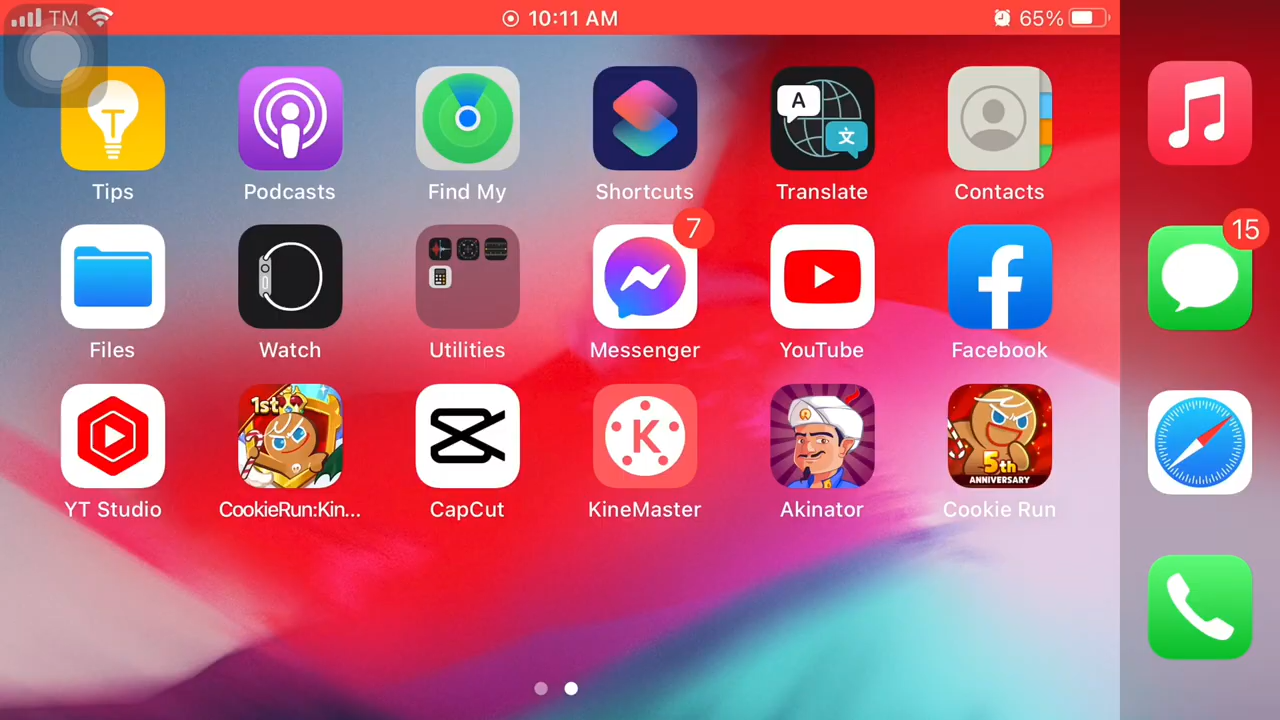 TM 10:11 AM 65%
T
A 文
Tips Podcasts Find My Shortcuts Translate Contacts
7 15
Files Watch Utilities Messenger YouTube Facebook
1st K 5th
ANNIVERSARY
YT Studio CookieRun:Kin... CapCut KineMaster Akinator Cookie Run